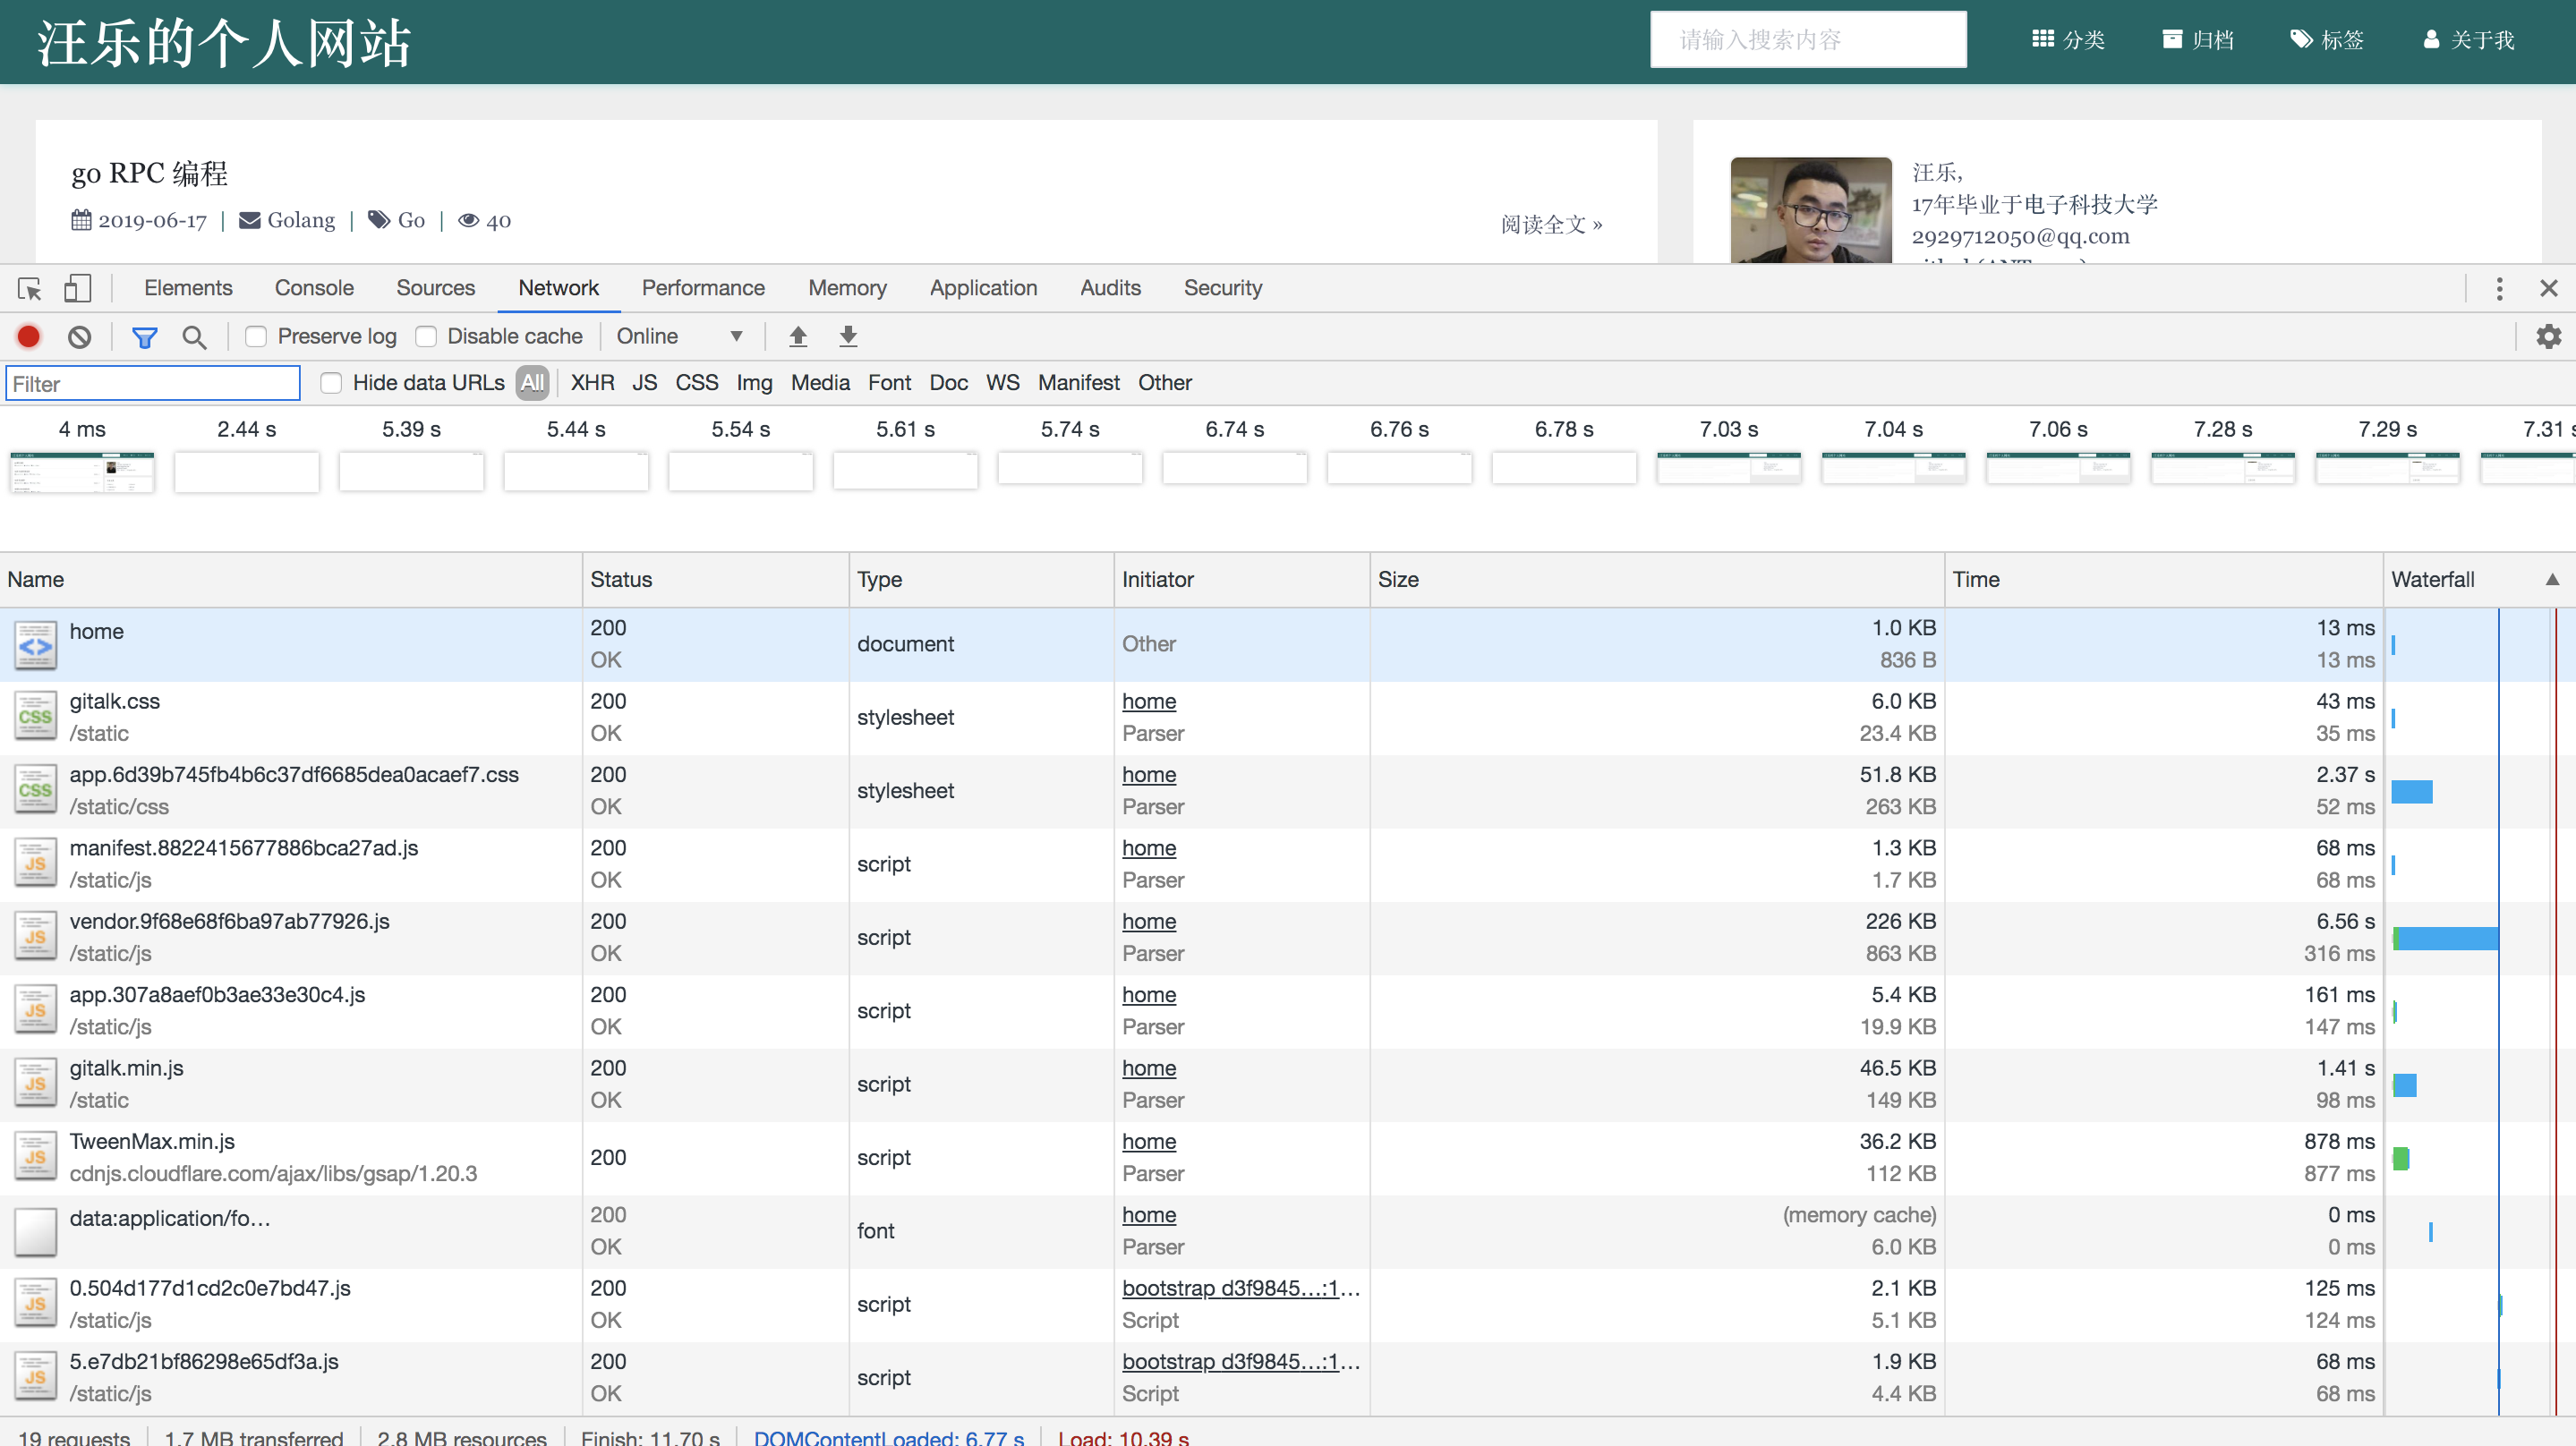 汪乐的个人网站
请输入搜索内容
分类 归档 标签 关于我
go RPC 编程
2019-06-17 | Golang | Go | 40
阅读全文 »
汪乐,
17年毕业于电子科技大学
2929712050@qq.com
Elements Console Sources Network Performance Memory Application Audits Security
Preserve log Disable cache Online
Filter Hide data URLs All XHR JS CSS Img Media Font Doc WS Manifest Other
4 ms 2.44 s 5.39 s 5.44 s 5.54 s 5.61 s 5.74 s 6.74 s 6.76 s 6.78 s 7.03 s 7.04 s 7.06 s 7.28 s 7.29 s 7.31 s
Name Status Type Initiator Size Time Waterfall
home 200 OK document Other 1.0 KB 836 B 13 ms 13 ms
gitalk.css 200 home 6.0 KB 43 ms
/static OK stylesheet Parser 23.4 KB 35 ms
app.6d39b745fb4b6c37df6685dea0acaef7.css 200 home 51.8 KB 2.37 s
/static/css OK stylesheet Parser 263 KB 52 ms
manifest.8822415677886bca27ad.js 200 home 1.3 KB 68 ms
/static/js OK script Parser 1.7 KB 68 ms
vendor.9f68e68f6ba97ab77926.js 200 home 226 KB 6.56 s
/static/js OK script Parser 863 KB 316 ms
app.307a8aef0b3ae33e30c4.js 200 home 5.4 KB 161 ms
/static/js OK script Parser 19.9 KB 147 ms
gitalk.min.js 200 home 46.5 KB 1.41 s
/static OK script Parser 149 KB 98 ms
TweenMax.min.js 200 home 36.2 KB 878 ms
cdnjs.cloudflare.com/ajax/libs/gsap/1.20.3 script Parser 112 KB 877 ms
data:application/fo… 200 home (memory cache) 0 ms
OK font Parser 6.0 KB 0 ms
0.504d177d1cd2c0e7bd47.js 200 bootstrap d3f9845…:1… 2.1 KB 125 ms
/static/js OK script Script 5.1 KB 124 ms
5.e7db21bf86298e65df3a.js 200 bootstrap d3f9845…:1… 1.9 KB 68 ms
/static/js OK script Script 4.4 KB 68 ms
19 requests 1.7 MB transferred 2.8 MB resources Finish: 11.70 s DOMContentLoaded: 6.77 s Load: 10.39 s